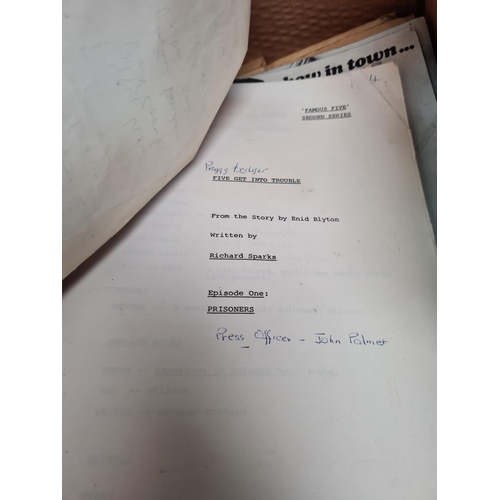 how in town...
4
'FAMOUS FIVE'
SECOND SERIES
Peggy
FIVE GET INTO TROUBLE
From the Story by Enid Blyton
Written by
Richard Sparks
Episode One:
PRISONERS
Press Officer - John Palmer